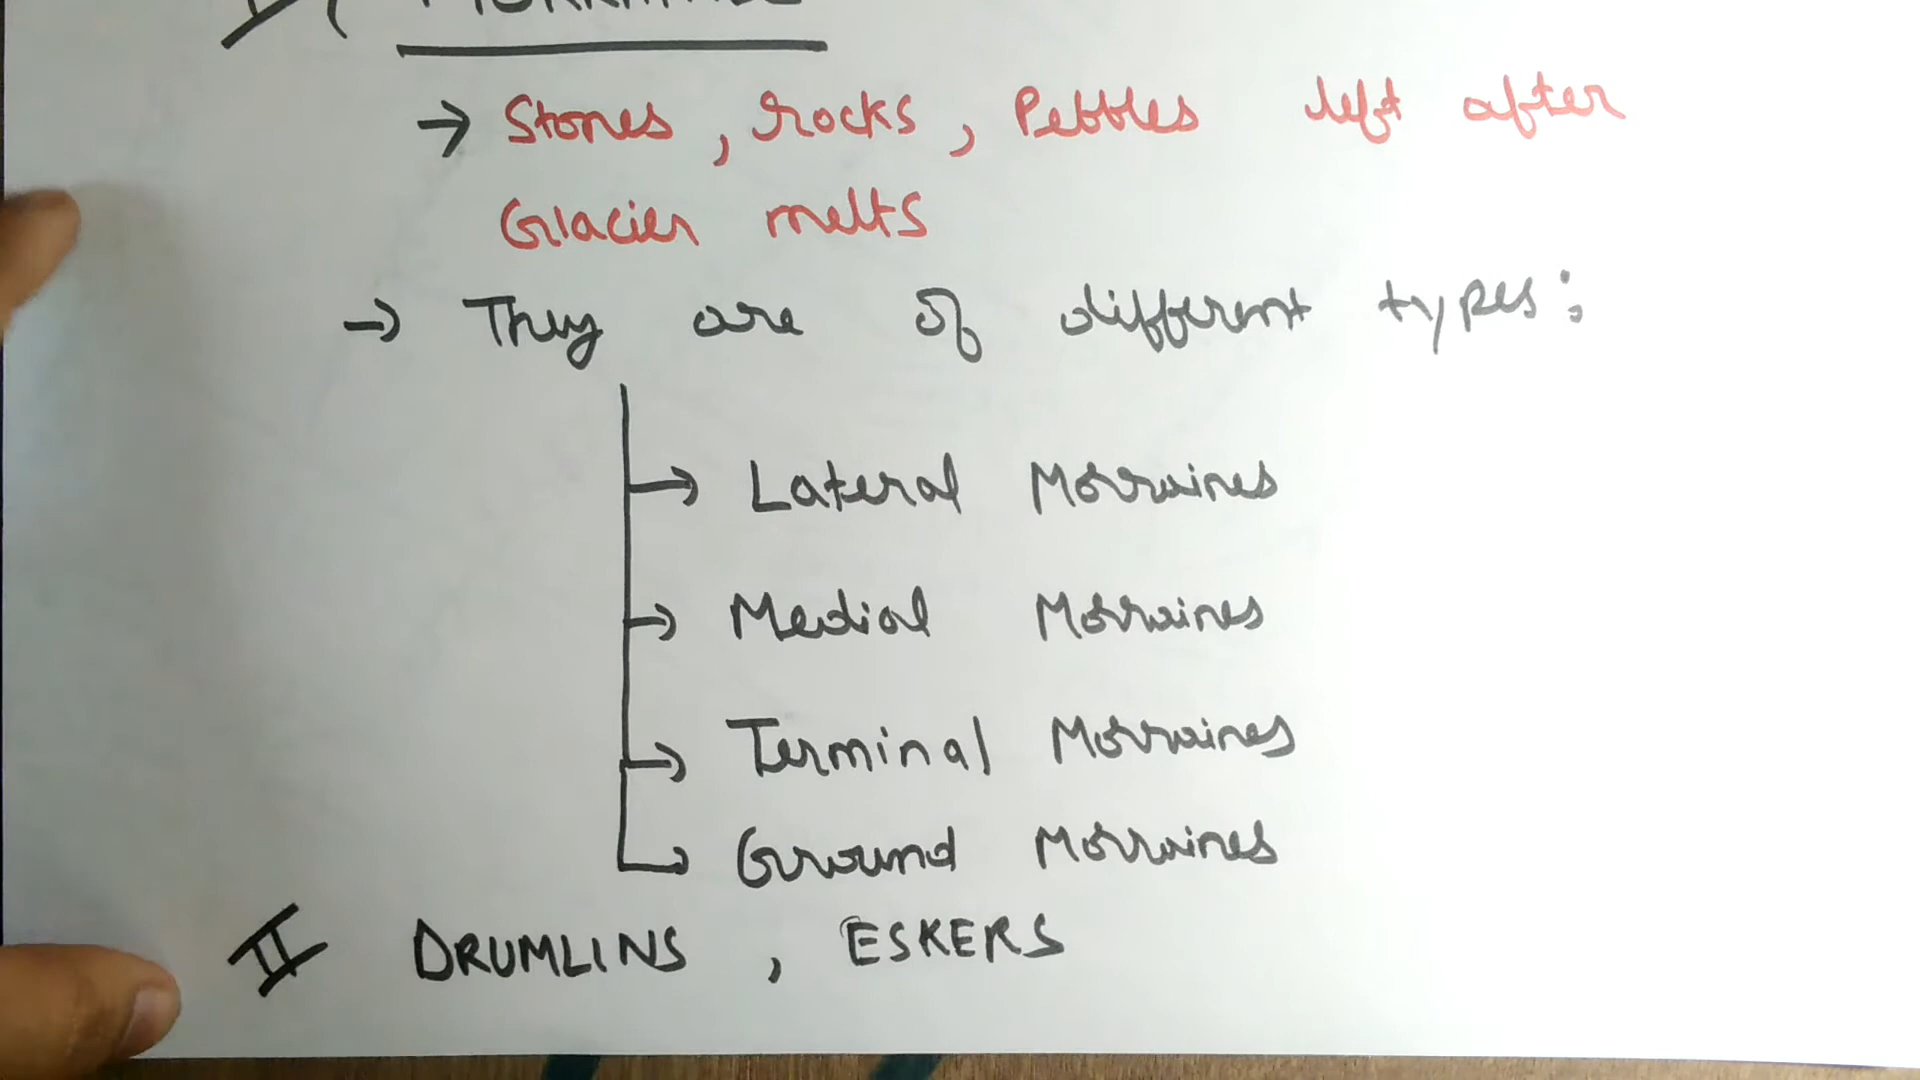 → Stones, rocks, Pebbles left after
Glacier melts
→ They are of different types:
→ Lateral Morraines
→ Medial Morraines
→ Terminal Morraines
→ Ground Morraines
II DRUMLINS, ESKERS